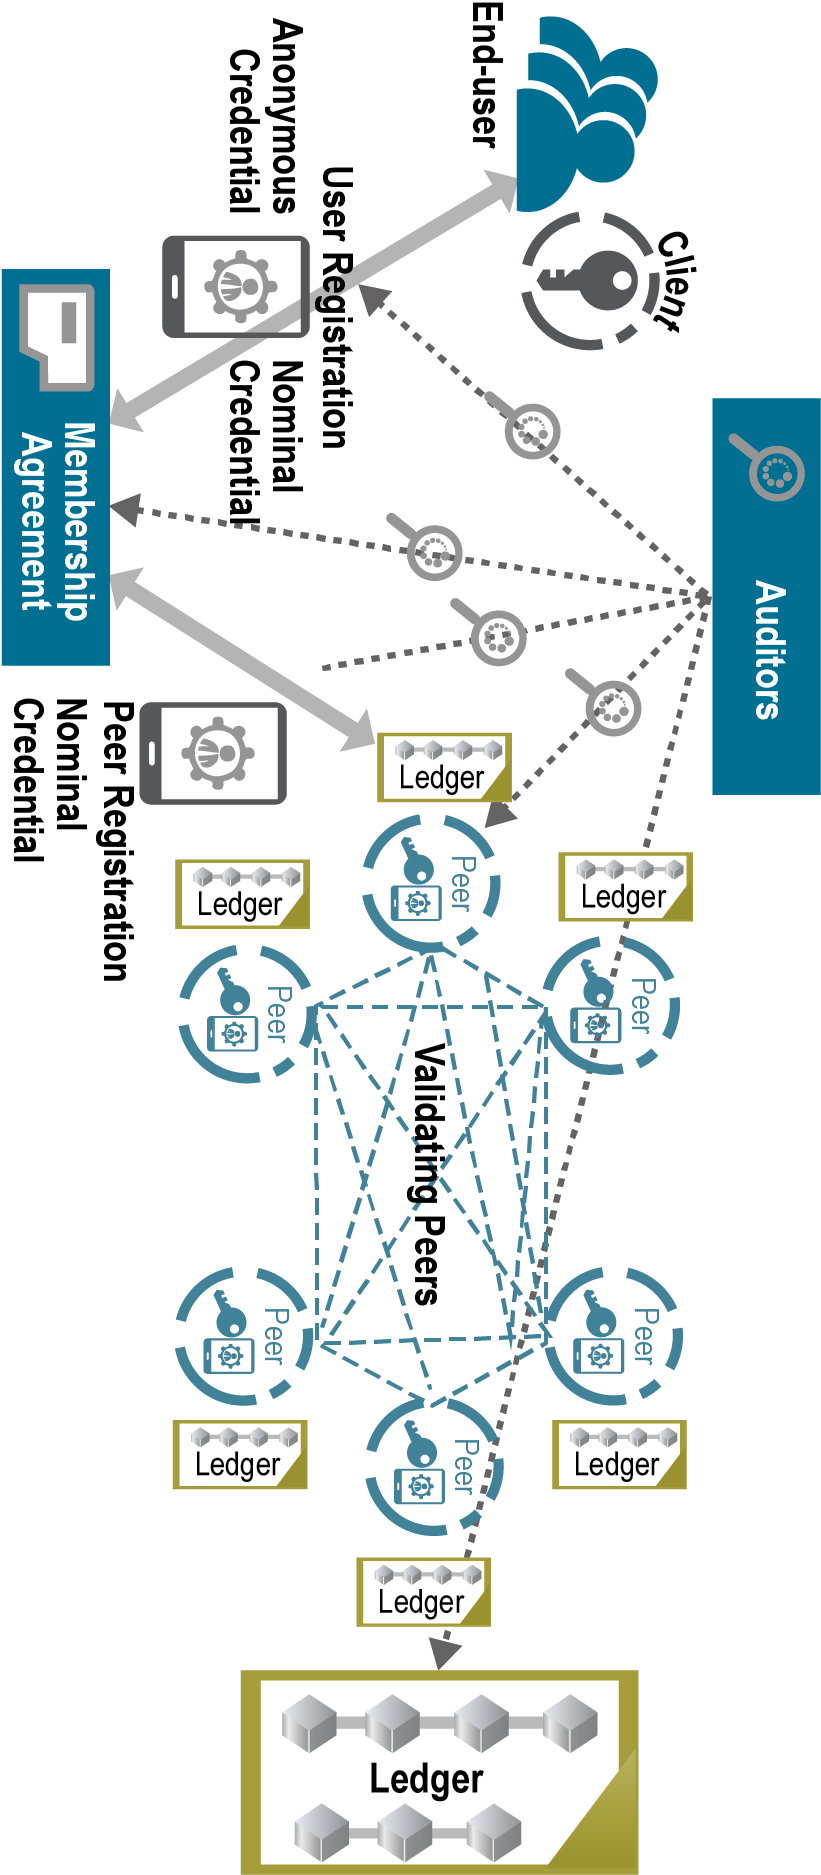 End-user
Client
User Registration
Anonymous
Credential
Nominal
Credential
Membership
Agreement
Auditors
Peer Registration
Nominal
Credential
Ledger
Peer
Ledger
Peer
Ledger
Peer
Validating Peers
Peer
Ledger
Peer
Ledger
Peer
Ledger
Ledger